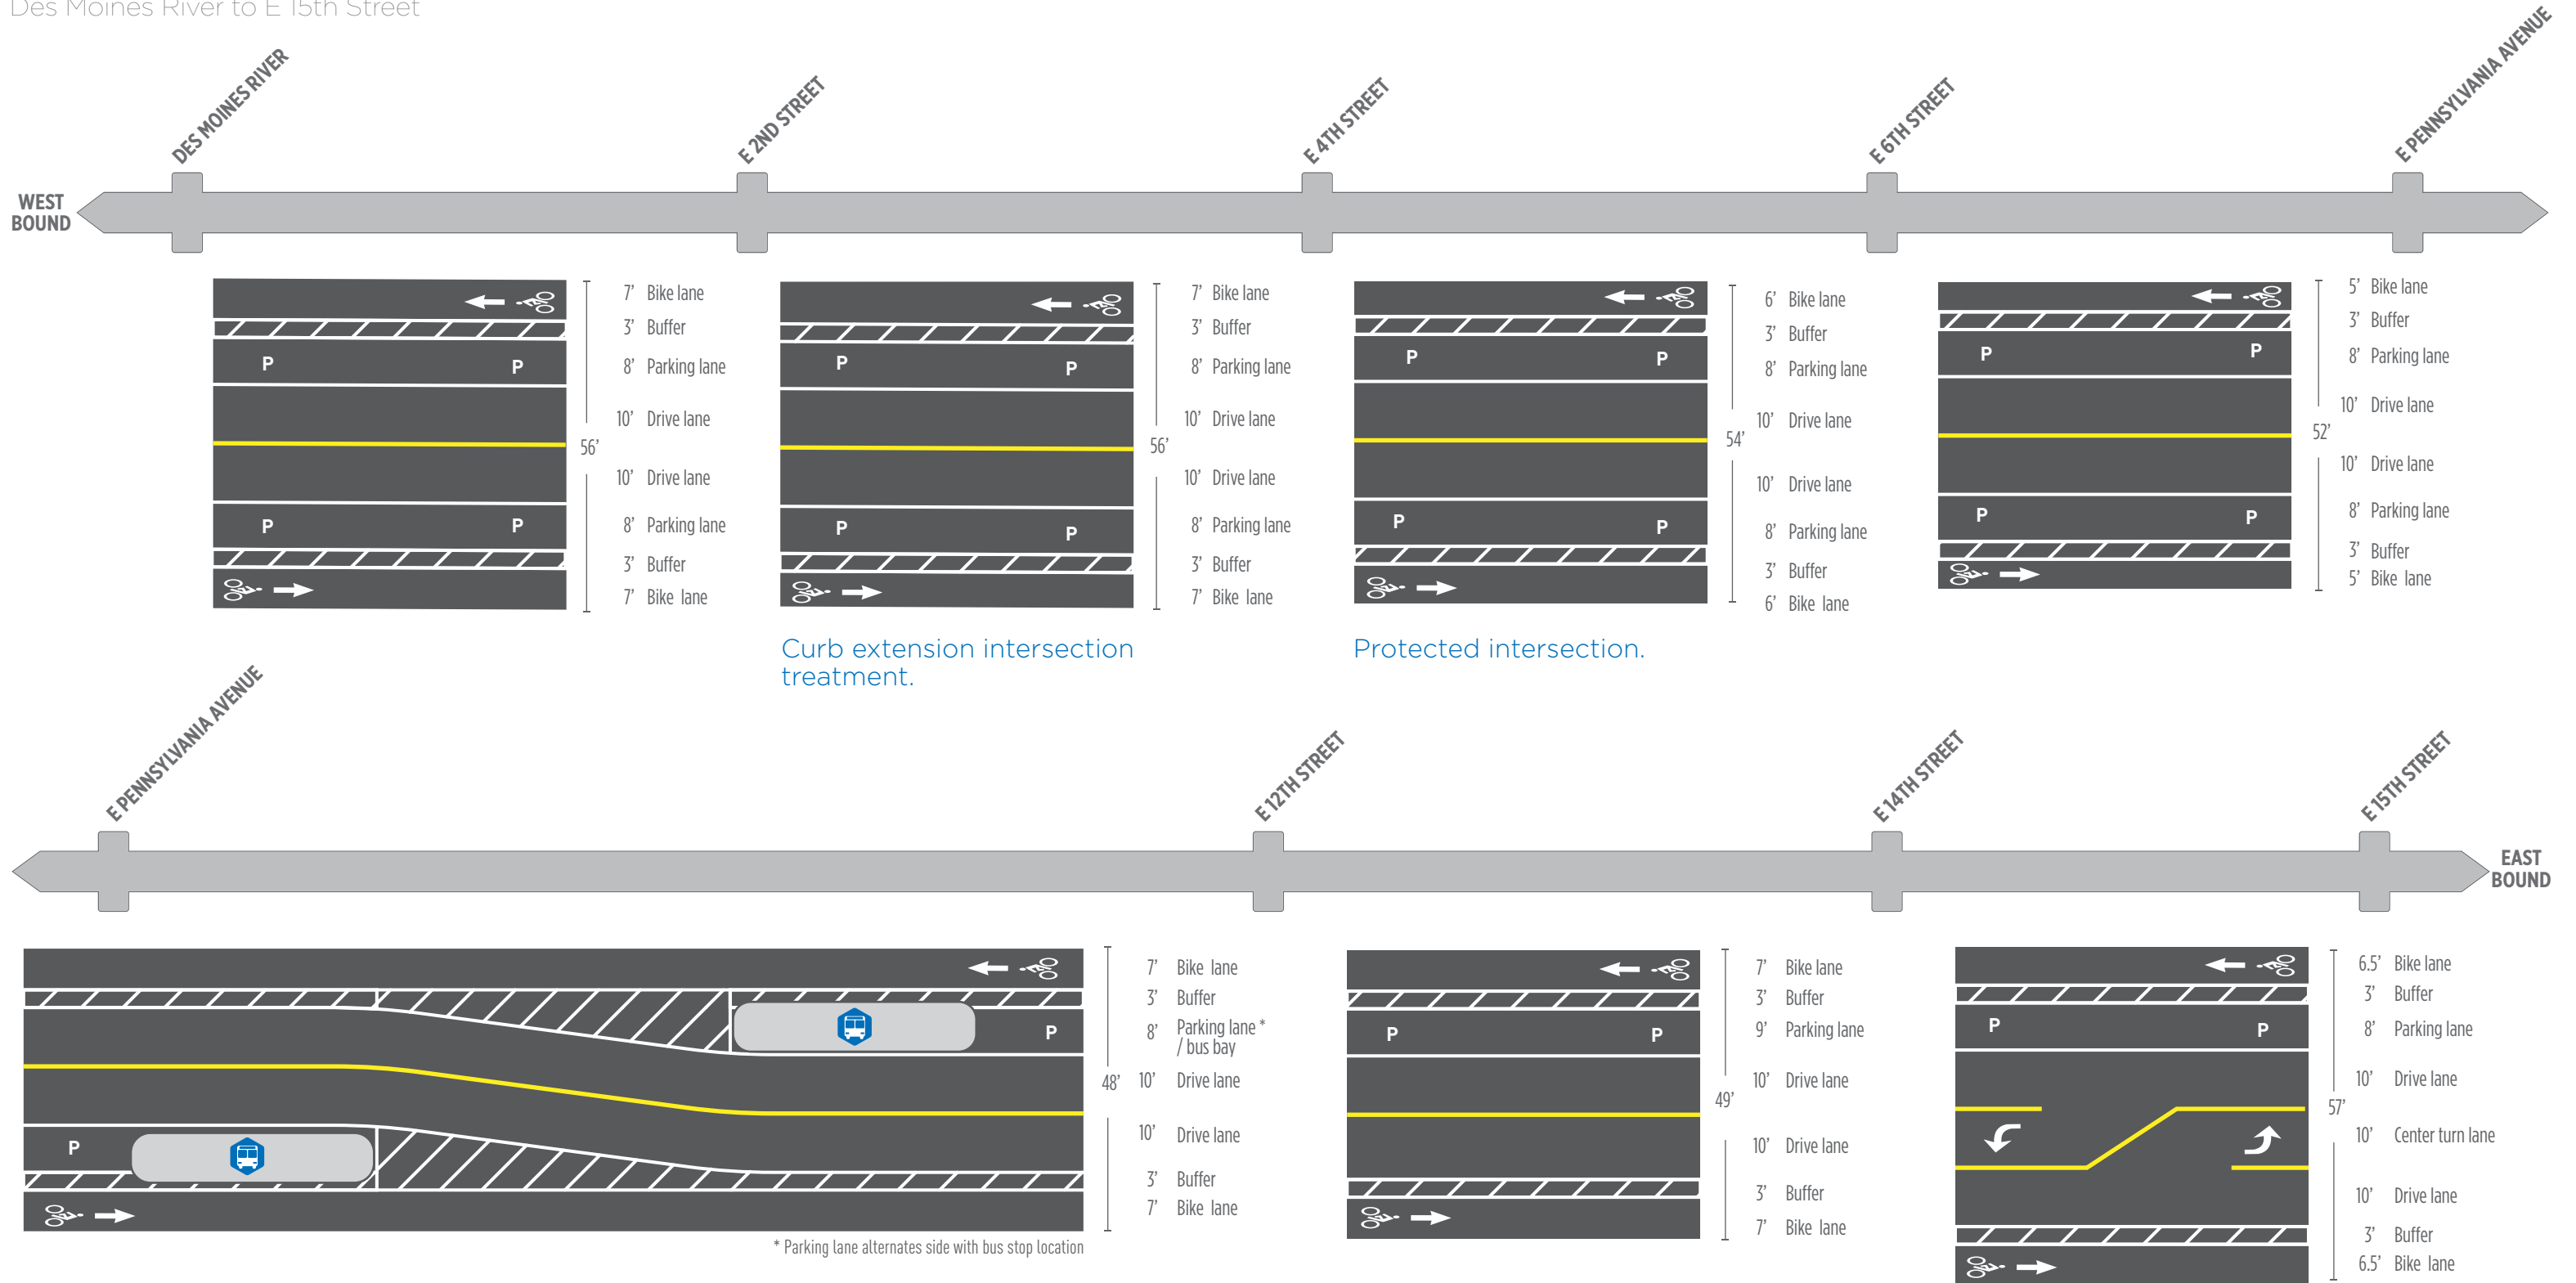 Des Moines River to E 15th Street
DES MOINES RIVER
E 2ND STREET
E 4TH STREET
E 6TH STREET
E PENNSYLVANIA AVENUE
WEST
BOUND
7' Bike lane
3' Buffer
8' Parking lane
10' Drive lane
56'
10' Drive lane
8' Parking lane
3' Buffer
7' Bike lane
P P
P P
7' Bike lane
3' Buffer
8' Parking lane
10' Drive lane
56'
10' Drive lane
8' Parking lane
3' Buffer
7' Bike lane
P P
P P
Curb extension intersection
treatment.
6' Bike lane
3' Buffer
8' Parking lane
10' Drive lane
54'
10' Drive lane
8' Parking lane
3' Buffer
6' Bike lane
P P
P P
Protected intersection.
5' Bike lane
3' Buffer
8' Parking lane
10' Drive lane
52'
10' Drive lane
8' Parking lane
3' Buffer
5' Bike lane
P P
P P
E PENNSYLVANIA AVENUE
E 12TH STREET
E 14TH STREET
E 15TH STREET
EAST
BOUND
7' Bike lane
3' Buffer
8' Parking lane *
/ bus bay
10' Drive lane
48'
10' Drive lane
3' Buffer
7' Bike lane
P
P
* Parking lane alternates side with bus stop location
7' Bike lane
3' Buffer
9' Parking lane
10' Drive lane
49'
10' Drive lane
3' Buffer
7' Bike lane
P P
6.5' Bike lane
3' Buffer
8' Parking lane
10' Drive lane
57'
10' Center turn lane
10' Drive lane
3' Buffer
6.5' Bike lane
P P